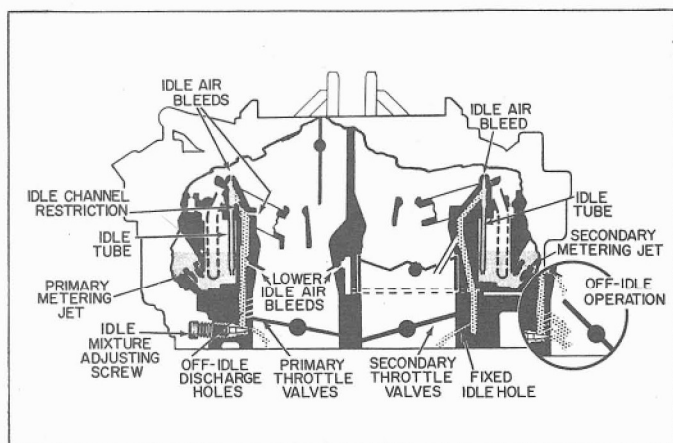 IDLE AIR
BLEEDS
IDLE AIR
BLEED
IDLE CHANNEL
RESTRICTION
IDLE
TUBE
IDLE
TUBE
SECONDARY
METERING JET
PRIMARY
METERING
JET
LOWER
IDLE AIR
BLEEDS
OFF-IDLE
OPERATION
IDLE
MIXTURE
ADJUSTING
SCREW
OFF-IDLE
DISCHARGE
HOLES
PRIMARY
THROTTLE
VALVES
SECONDARY
THROTTLE
VALVES
FIXED
IDLE HOLE